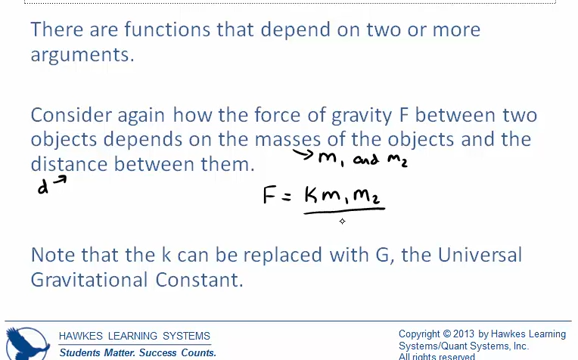 There are functions that depend on two or more
arguments.
Consider again how the force of gravity F between two
objects depends on the masses of the objects and the
distance between them.
→ m₁ and m₂
d →
F = Km₁m₂
Note that the k can be replaced with G, the Universal
Gravitational Constant.
HAWKES LEARNING SYSTEMS
Students Matter. Success Counts.
Copyright © 2013 by Hawkes Learning
Systems/Quant Systems, Inc.
All rights reserved.